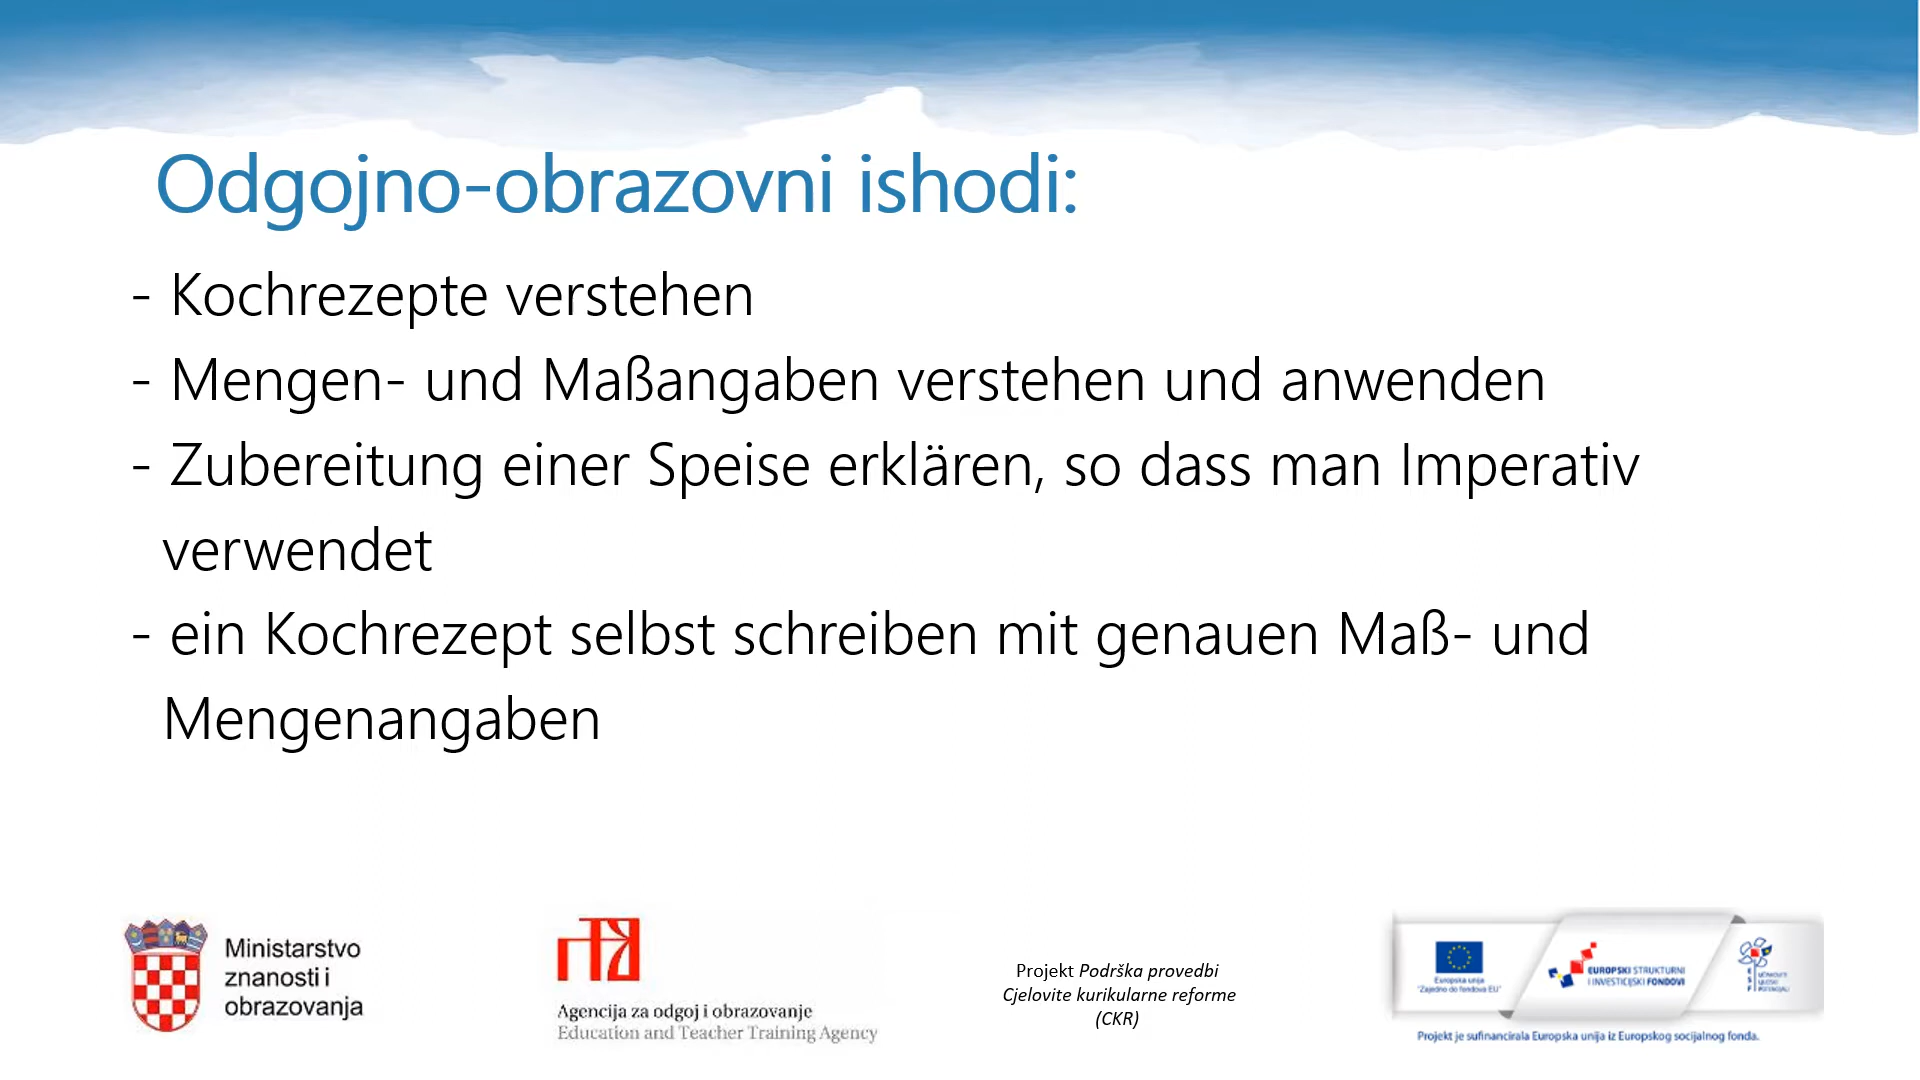 Odgojno-obrazovni ishodi:
- Kochrezepte verstehen
- Mengen- und Maßangaben verstehen und anwenden
- Zubereitung einer Speise erklären, so dass man Imperativ
verwendet
- ein Kochrezept selbst schreiben mit genauen Maß- und
Mengenangaben
Ministarstvo
znanosti i
obrazovanja
Agencija za odgoj i obrazovanje
Education and Teacher Training Agency
Projekt Podrška provedbi
Cjelovite kurikularne reforme
(CKR)
Europska unija
"Zajedno do fondova EU"
EUROPSKI STRUKTURNI
I INVESTICIJSKI FONDOVI
Projekt je sufinancirala Europska unija iz Europskog socijalnog fonda.